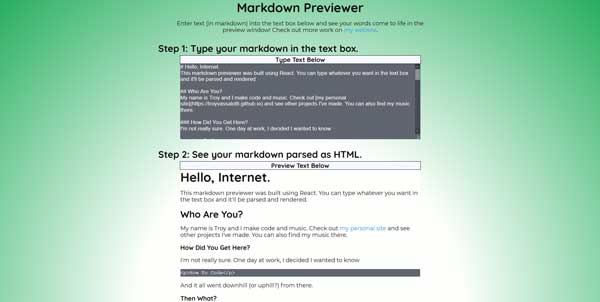 Markdown Previewer
Enter text (in markdown) into the text box below and see your words come to life in the
preview window! Check out more work on my website.
Step 1: Type your markdown in the text box.
Type Text Below
# Hello, Internet.
This markdown previewer was built using React. You can type whatever you want in the text box
and it'll be parsed and rendered
## Who Are You?
My name is Troy and I make code and music. Check out [my personal
site](https://troyvassalotti.github.io) and see other projects I've made. You can also find my music
there.
### How Did You Get Here?
I'm not really sure. One day at work, I decided I wanted to know
Step 2: See your markdown parsed as HTML.
Preview Text Below
Hello, Internet.
This markdown previewer was built using React. You can type whatever you want in
the text box and it'll be parsed and rendered.
Who Are You?
My name is Troy and I make code and music. Check out my personal site and see
other projects I've made. You can also find my music there.
How Did You Get Here?
I'm not really sure. One day at work, I decided I wanted to know
<p>How To Code</p>
And it all went downhill (or uphill?) from there.
Then What?